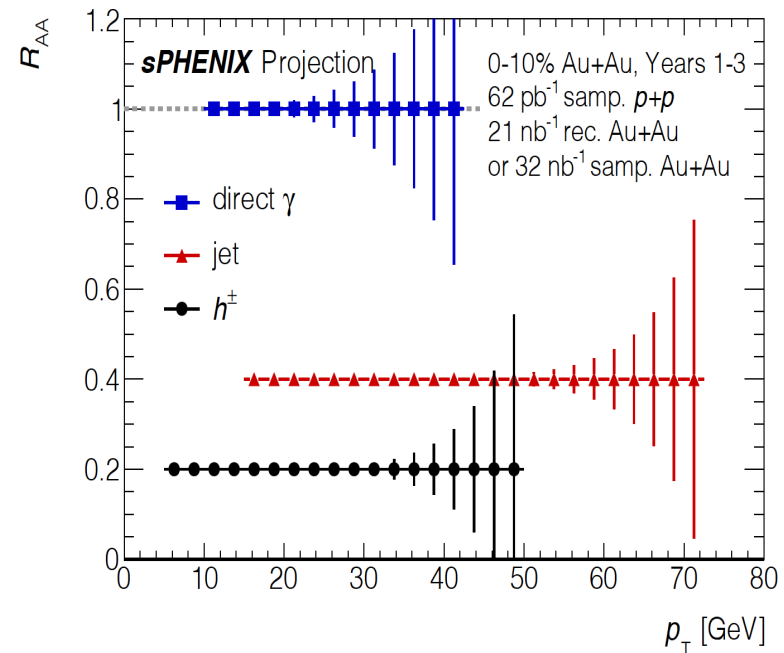 R_AA
1.2
1
0.8
0.6
0.4
0.2
0
sPHENIX Projection
0-10% Au+Au, Years 1-3
62 pb⁻¹ samp. p+p
21 nb⁻¹ rec. Au+Au
or 32 nb⁻¹ samp. Au+Au
direct γ
jet
h±
0 10 20 30 40 50 60 70 80
p_T [GeV]